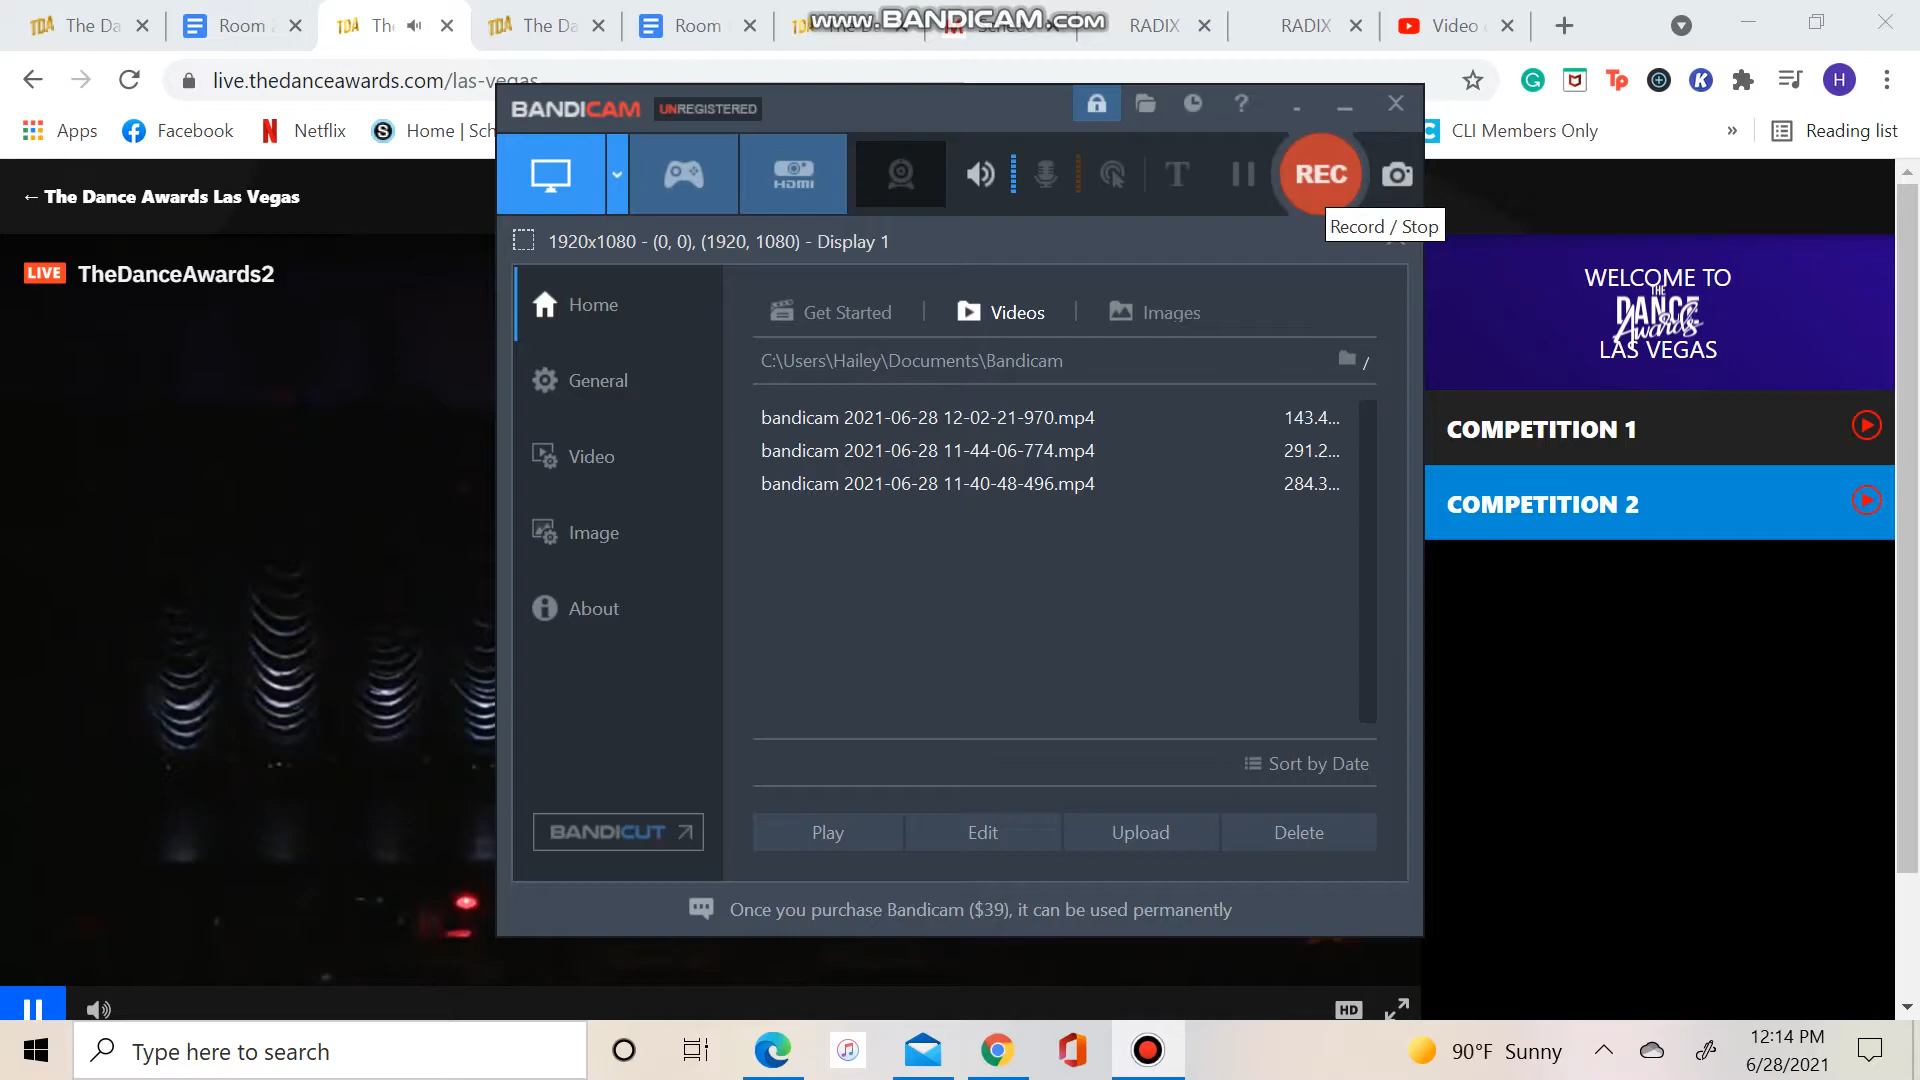 The Da
Room
The
The Da
Room
The Da
RADIX
RADIX
Video
www.BANDICAM.com
live.thedanceawards.com/las-vegas
H
Apps
Facebook
Netflix
Home | Sch
CLI Members Only
»
Reading list
← The Dance Awards Las Vegas
LIVE TheDanceAwards2
BANDICAM UNREGISTERED
HDMI
T
REC
Record / Stop
1920x1080 - (0, 0), (1920, 1080) - Display 1
Home
General
Video
Image
About
BANDICUT
Get Started
Videos
Images
C:\Users\Hailey\Documents\Bandicam
/
bandicam 2021-06-28 12-02-21-970.mp4 143.4...
bandicam 2021-06-28 11-44-06-774.mp4 291.2...
bandicam 2021-06-28 11-40-48-496.mp4 284.3...
Sort by Date
Play
Edit
Upload
Delete
Once you purchase Bandicam ($39), it can be used permanently
WELCOME TO
THE
DANCE
Awards
LAS VEGAS
COMPETITION 1
COMPETITION 2
HD
Type here to search
90°F Sunny
12:14 PM
6/28/2021